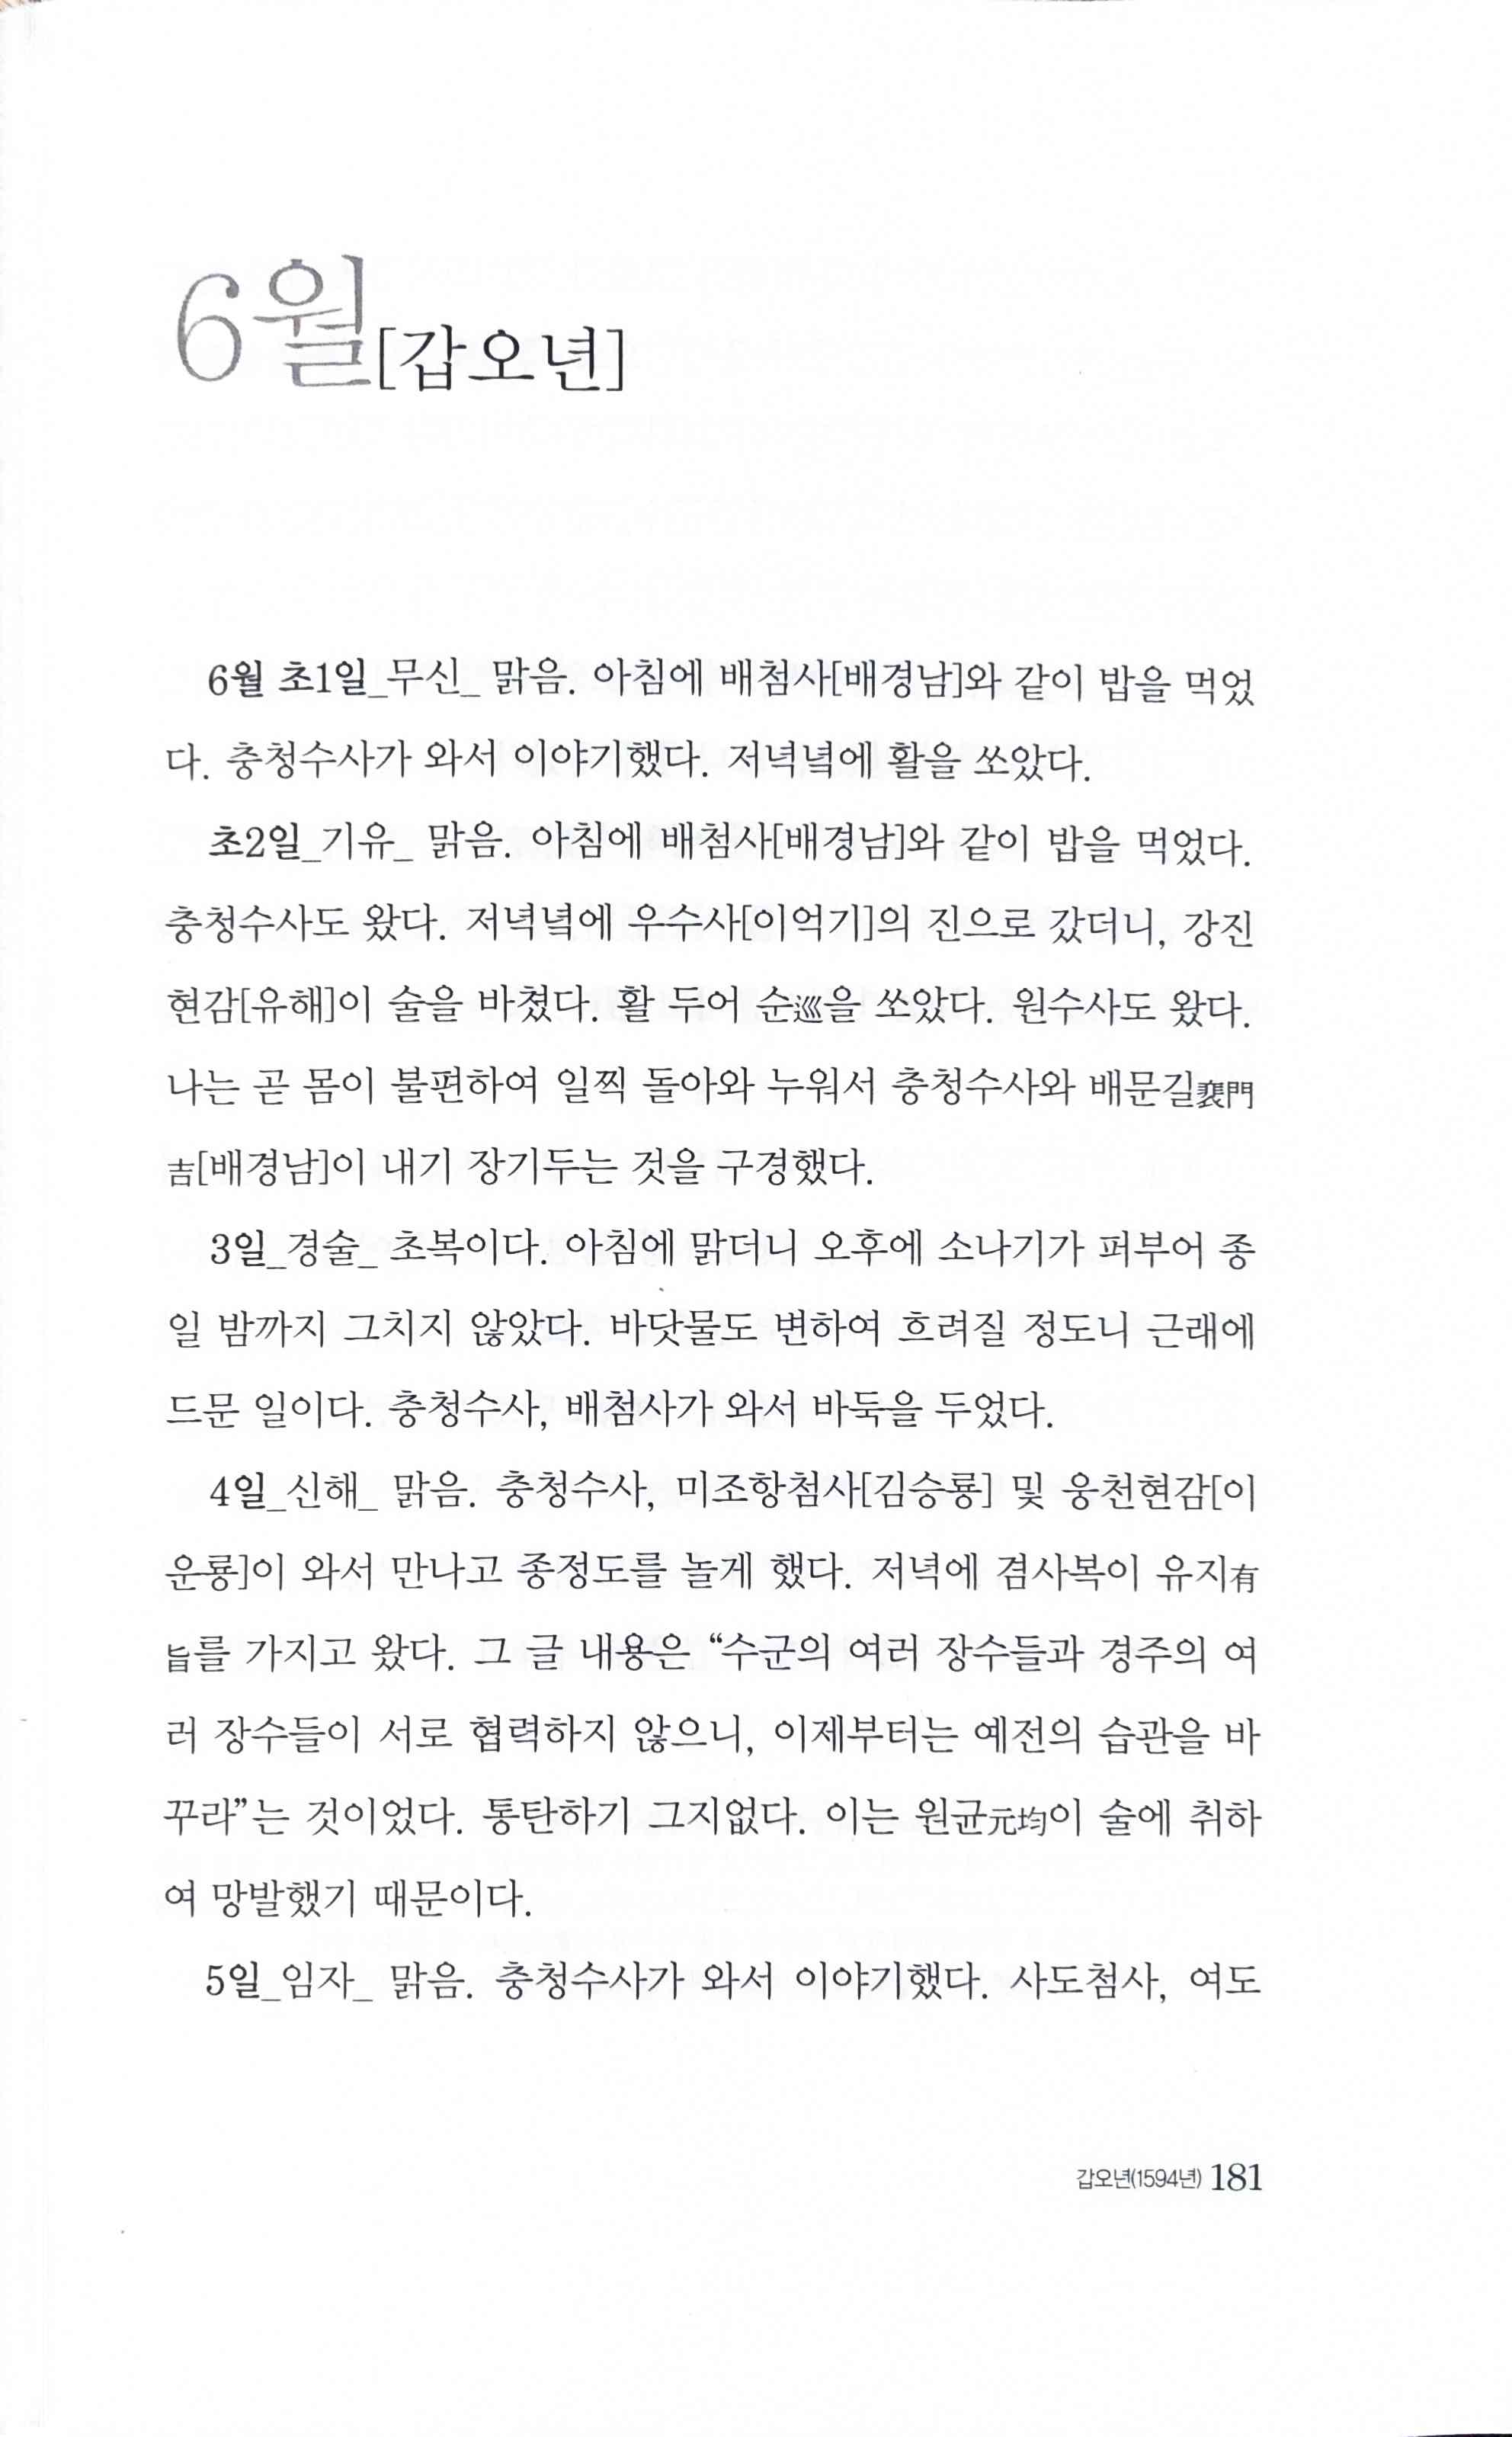 6월[갑오년]
6월 초1일_무신_ 맑음. 아침에 배첨사[배경남]와 같이 밥을 먹었
다. 충청수사가 와서 이야기했다. 저녁녘에 활을 쏘았다.
초2일_기유_ 맑음. 아침에 배첨사[배경남]와 같이 밥을 먹었다.
충청수사도 왔다. 저녁녘에 우수사[이억기]의 진으로 갔더니, 강진
현감[유해]이 술을 바쳤다. 활 두어 순巡을 쏘았다. 원수사도 왔다.
나는 곧 몸이 불편하여 일찍 돌아와 누워서 충청수사와 배문길裵門
吉[배경남]이 내기 장기두는 것을 구경했다.
3일_경술_ 초복이다. 아침에 맑더니 오후에 소나기가 퍼부어 종
일 밤까지 그치지 않았다. 바닷물도 변하여 흐려질 정도니 근래에
드문 일이다. 충청수사, 배첨사가 와서 바둑을 두었다.
4일_신해_ 맑음. 충청수사, 미조항첨사[김승룡] 및 웅천현감[이
운룡]이 와서 만나고 종정도를 놀게 했다. 저녁에 겸사복이 유지有
旨를 가지고 왔다. 그 글 내용은 “수군의 여러 장수들과 경주의 여
러 장수들이 서로 협력하지 않으니, 이제부터는 예전의 습관을 바
꾸라”는 것이었다. 통탄하기 그지없다. 이는 원균元均이 술에 취하
여 망발했기 때문이다.
5일_임자_ 맑음. 충청수사가 와서 이야기했다. 사도첨사, 여도
갑오년(1594년) 181